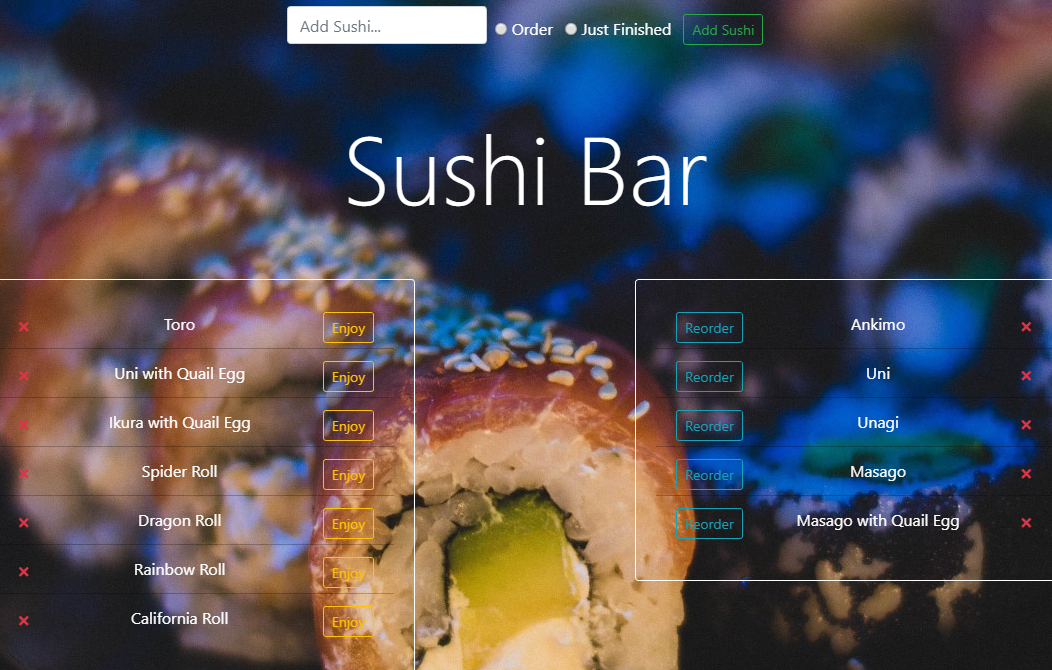 Add Sushi...
Order
Just Finished
Add Sushi
Sushi Bar
Toro
Enjoy
Uni with Quail Egg
Enjoy
Ikura with Quail Egg
Enjoy
Spider Roll
Enjoy
Dragon Roll
Enjoy
Rainbow Roll
Enjoy
California Roll
Enjoy
Reorder
Ankimo
Reorder
Uni
Reorder
Unagi
Reorder
Masago
Reorder
Masago with Quail Egg